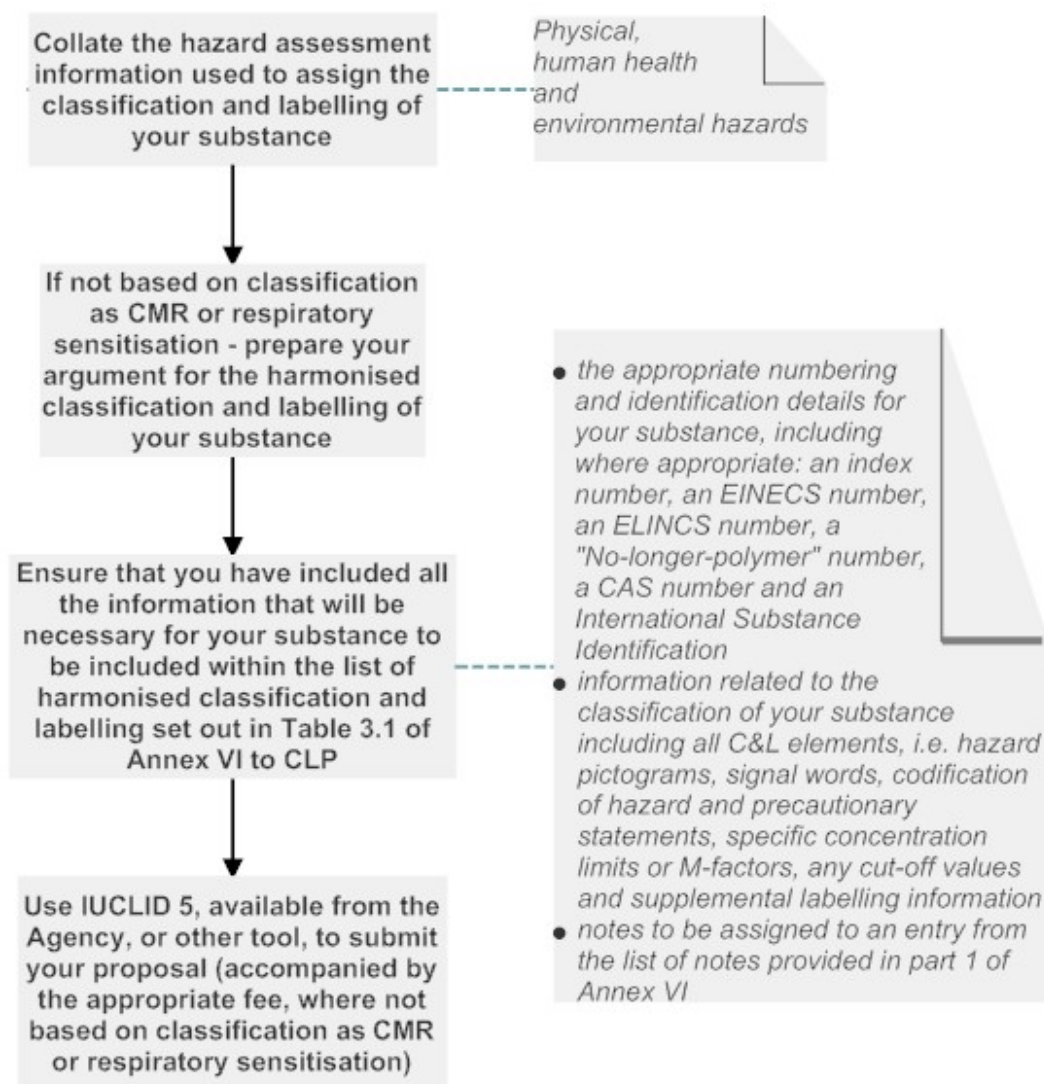 Collate the hazard assessment
information used to assign the
classification and labelling of
your substance
Physical,
human health
and
environmental hazards
If not based on classification
as CMR or respiratory
sensitisation - prepare your
argument for the harmonised
classification and labelling of
your substance
Ensure that you have included all
the information that will be
necessary for your substance to
be included within the list of
harmonised classification and
labelling set out in Table 3.1 of
Annex VI to CLP
● the appropriate numbering
and identification details for
your substance, including
where appropriate: an index
number, an EINECS number,
an ELINCS number, a
"No-longer-polymer" number,
a CAS number and an
International Substance
Identification
● information related to the
classification of your substance
including all C&L elements, i.e. hazard
pictograms, signal words, codification
of hazard and precautionary
statements, specific concentration
limits or M-factors, any cut-off values
and supplemental labelling information
● notes to be assigned to an entry from
the list of notes provided in part 1 of
Annex VI
Use IUCLID 5, available from the
Agency, or other tool, to submit
your proposal (accompanied by
the appropriate fee, where not
based on classification as CMR
or respiratory sensitisation)